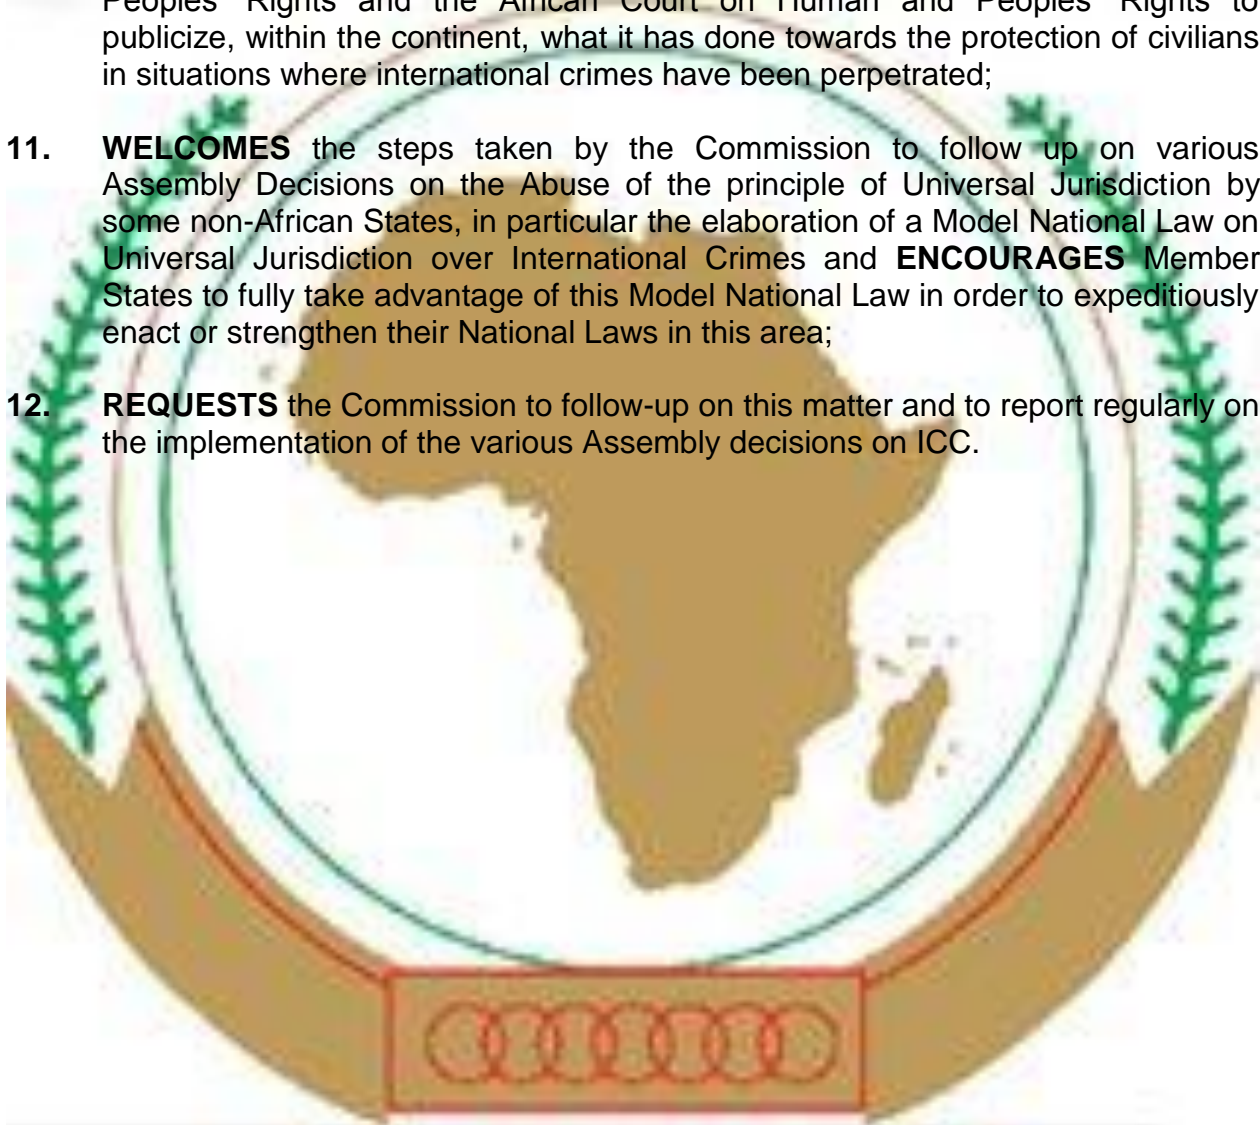 Peoples' Rights and the African Court on Human and Peoples' Rights to
publicize, within the continent, what it has done towards the protection of civilians
in situations where international crimes have been perpetrated;
11. WELCOMES the steps taken by the Commission to follow up on various
Assembly Decisions on the Abuse of the principle of Universal Jurisdiction by
some non-African States, in particular the elaboration of a Model National Law on
Universal Jurisdiction over International Crimes and ENCOURAGES Member
States to fully take advantage of this Model National Law in order to expeditiously
enact or strengthen their National Laws in this area;
12. REQUESTS the Commission to follow-up on this matter and to report regularly on
the implementation of the various Assembly decisions on ICC.